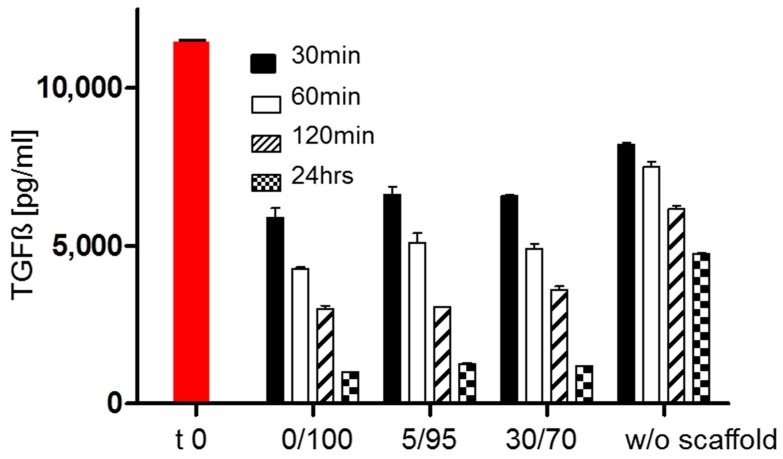 TGFß [pg/ml]
10,000
5,000
0
30min
60min
120min
24hrs
t 0 0/100 5/95 30/70 w/o scaffold